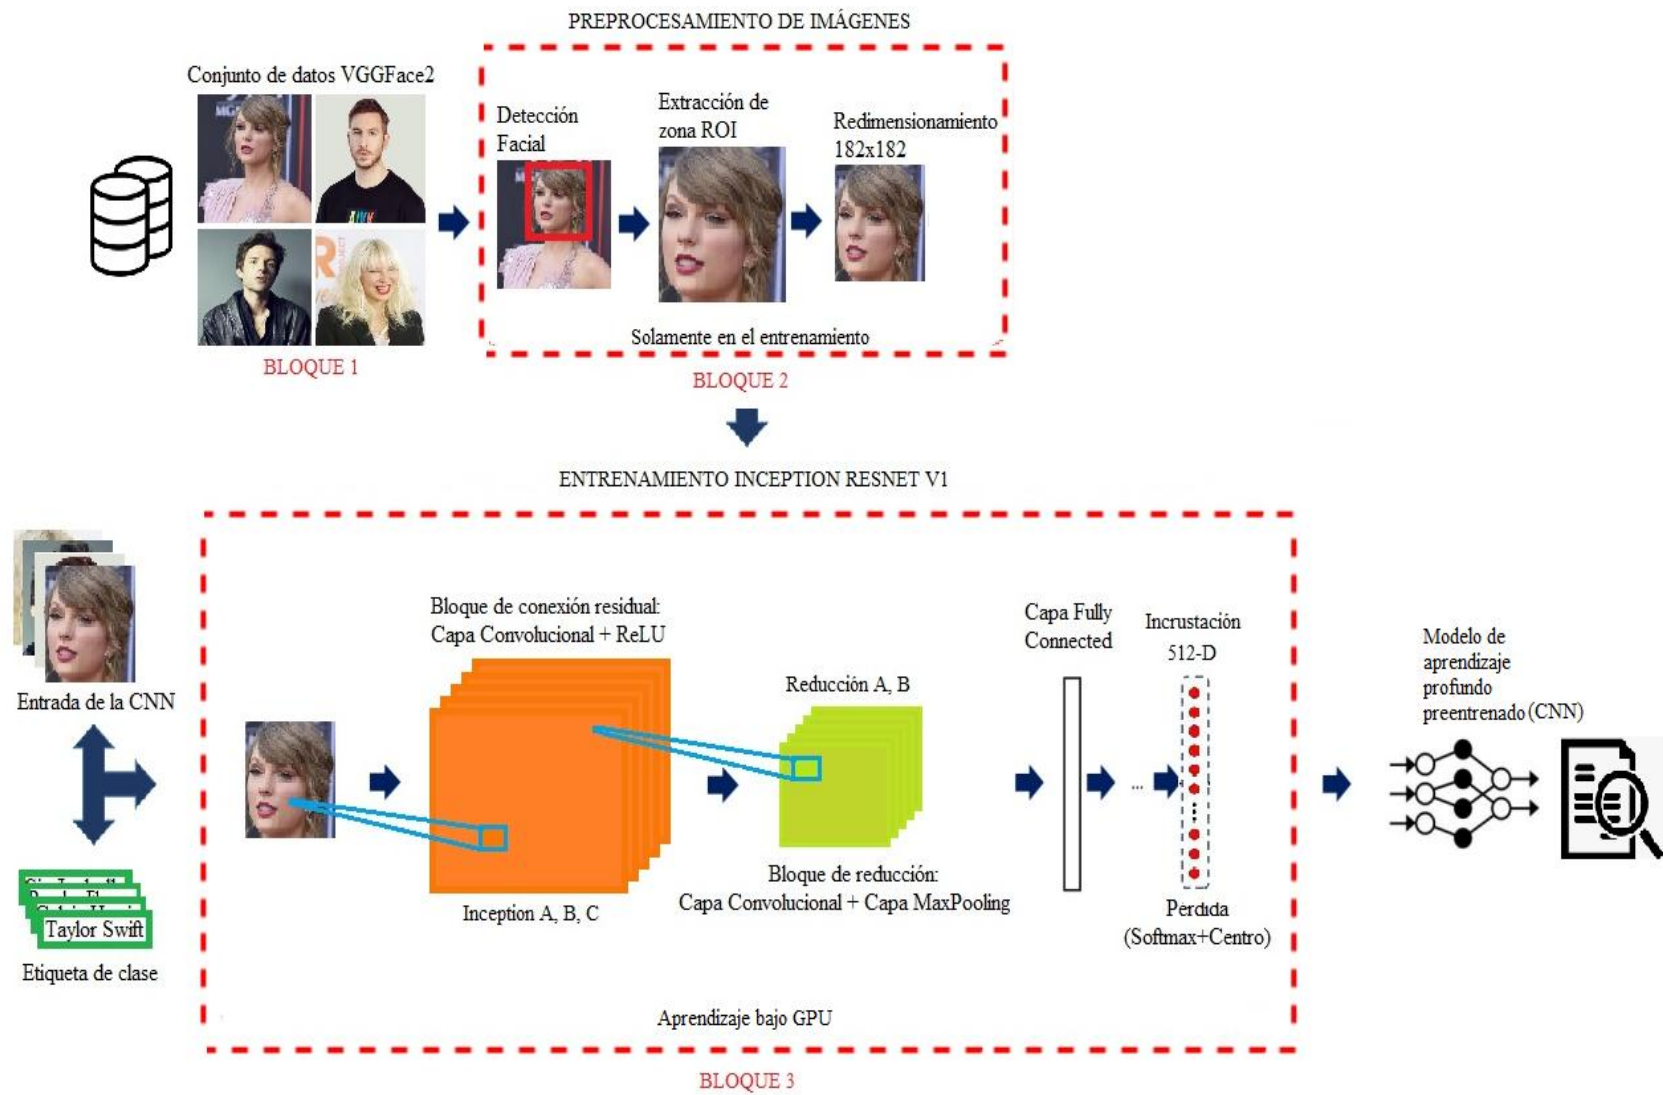 PREPROCESAMIENTO DE IMÁGENES
Conjunto de datos VGGFace2
Detección
Facial
Extracción de
zona ROI
Redimensionamiento
182x182
Solamente en el entrenamiento
BLOQUE 1
BLOQUE 2
ENTRENAMIENTO INCEPTION RESNET V1
Entrada de la CNN
Taylor Swift
Etiqueta de clase
Bloque de conexión residual:
Capa Convolucional + ReLU
Inception A, B, C
Reducción A, B
Bloque de reducción:
Capa Convolucional + Capa MaxPooling
Capa Fully
Connected
...
Incrustación
512-D
Perdida
(Softmax+Centro)
Aprendizaje bajo GPU
BLOQUE 3
Modelo de
aprendizaje
profundo
preentrenado (CNN)